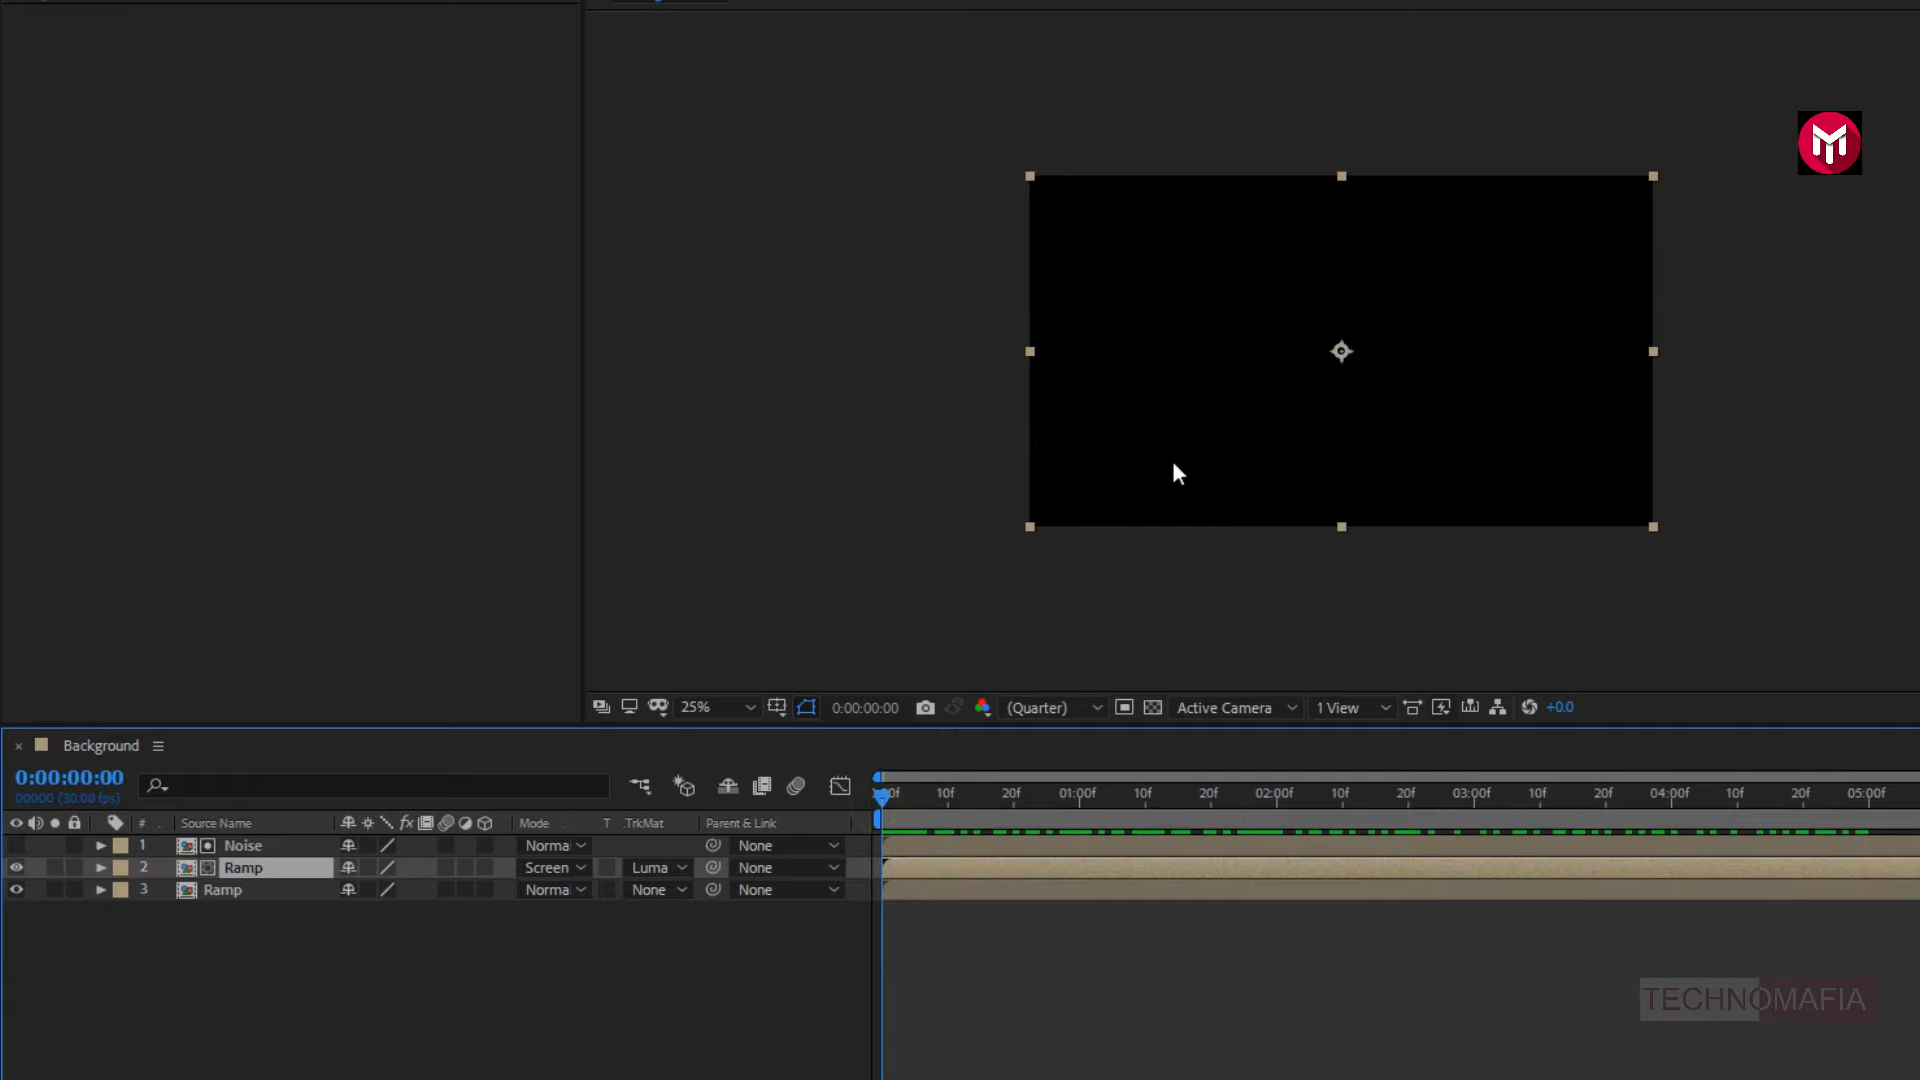 25%
0:00:00:00
(Quarter)
Active Camera
1 View
+0.0
Background
0:00:00:00
00000 (30.00 fps)
00f 10f 20f 01:00f 10f 20f 02:00f 10f 20f 03:00f 10f 20f 04:00f 10f 20f 05:00f
# Source Name fx Mode T .TrkMat Parent & Link
1 Noise Norma None
2 Ramp Screen Luma None
3 Ramp Norma None None
TECHNOMAFIA